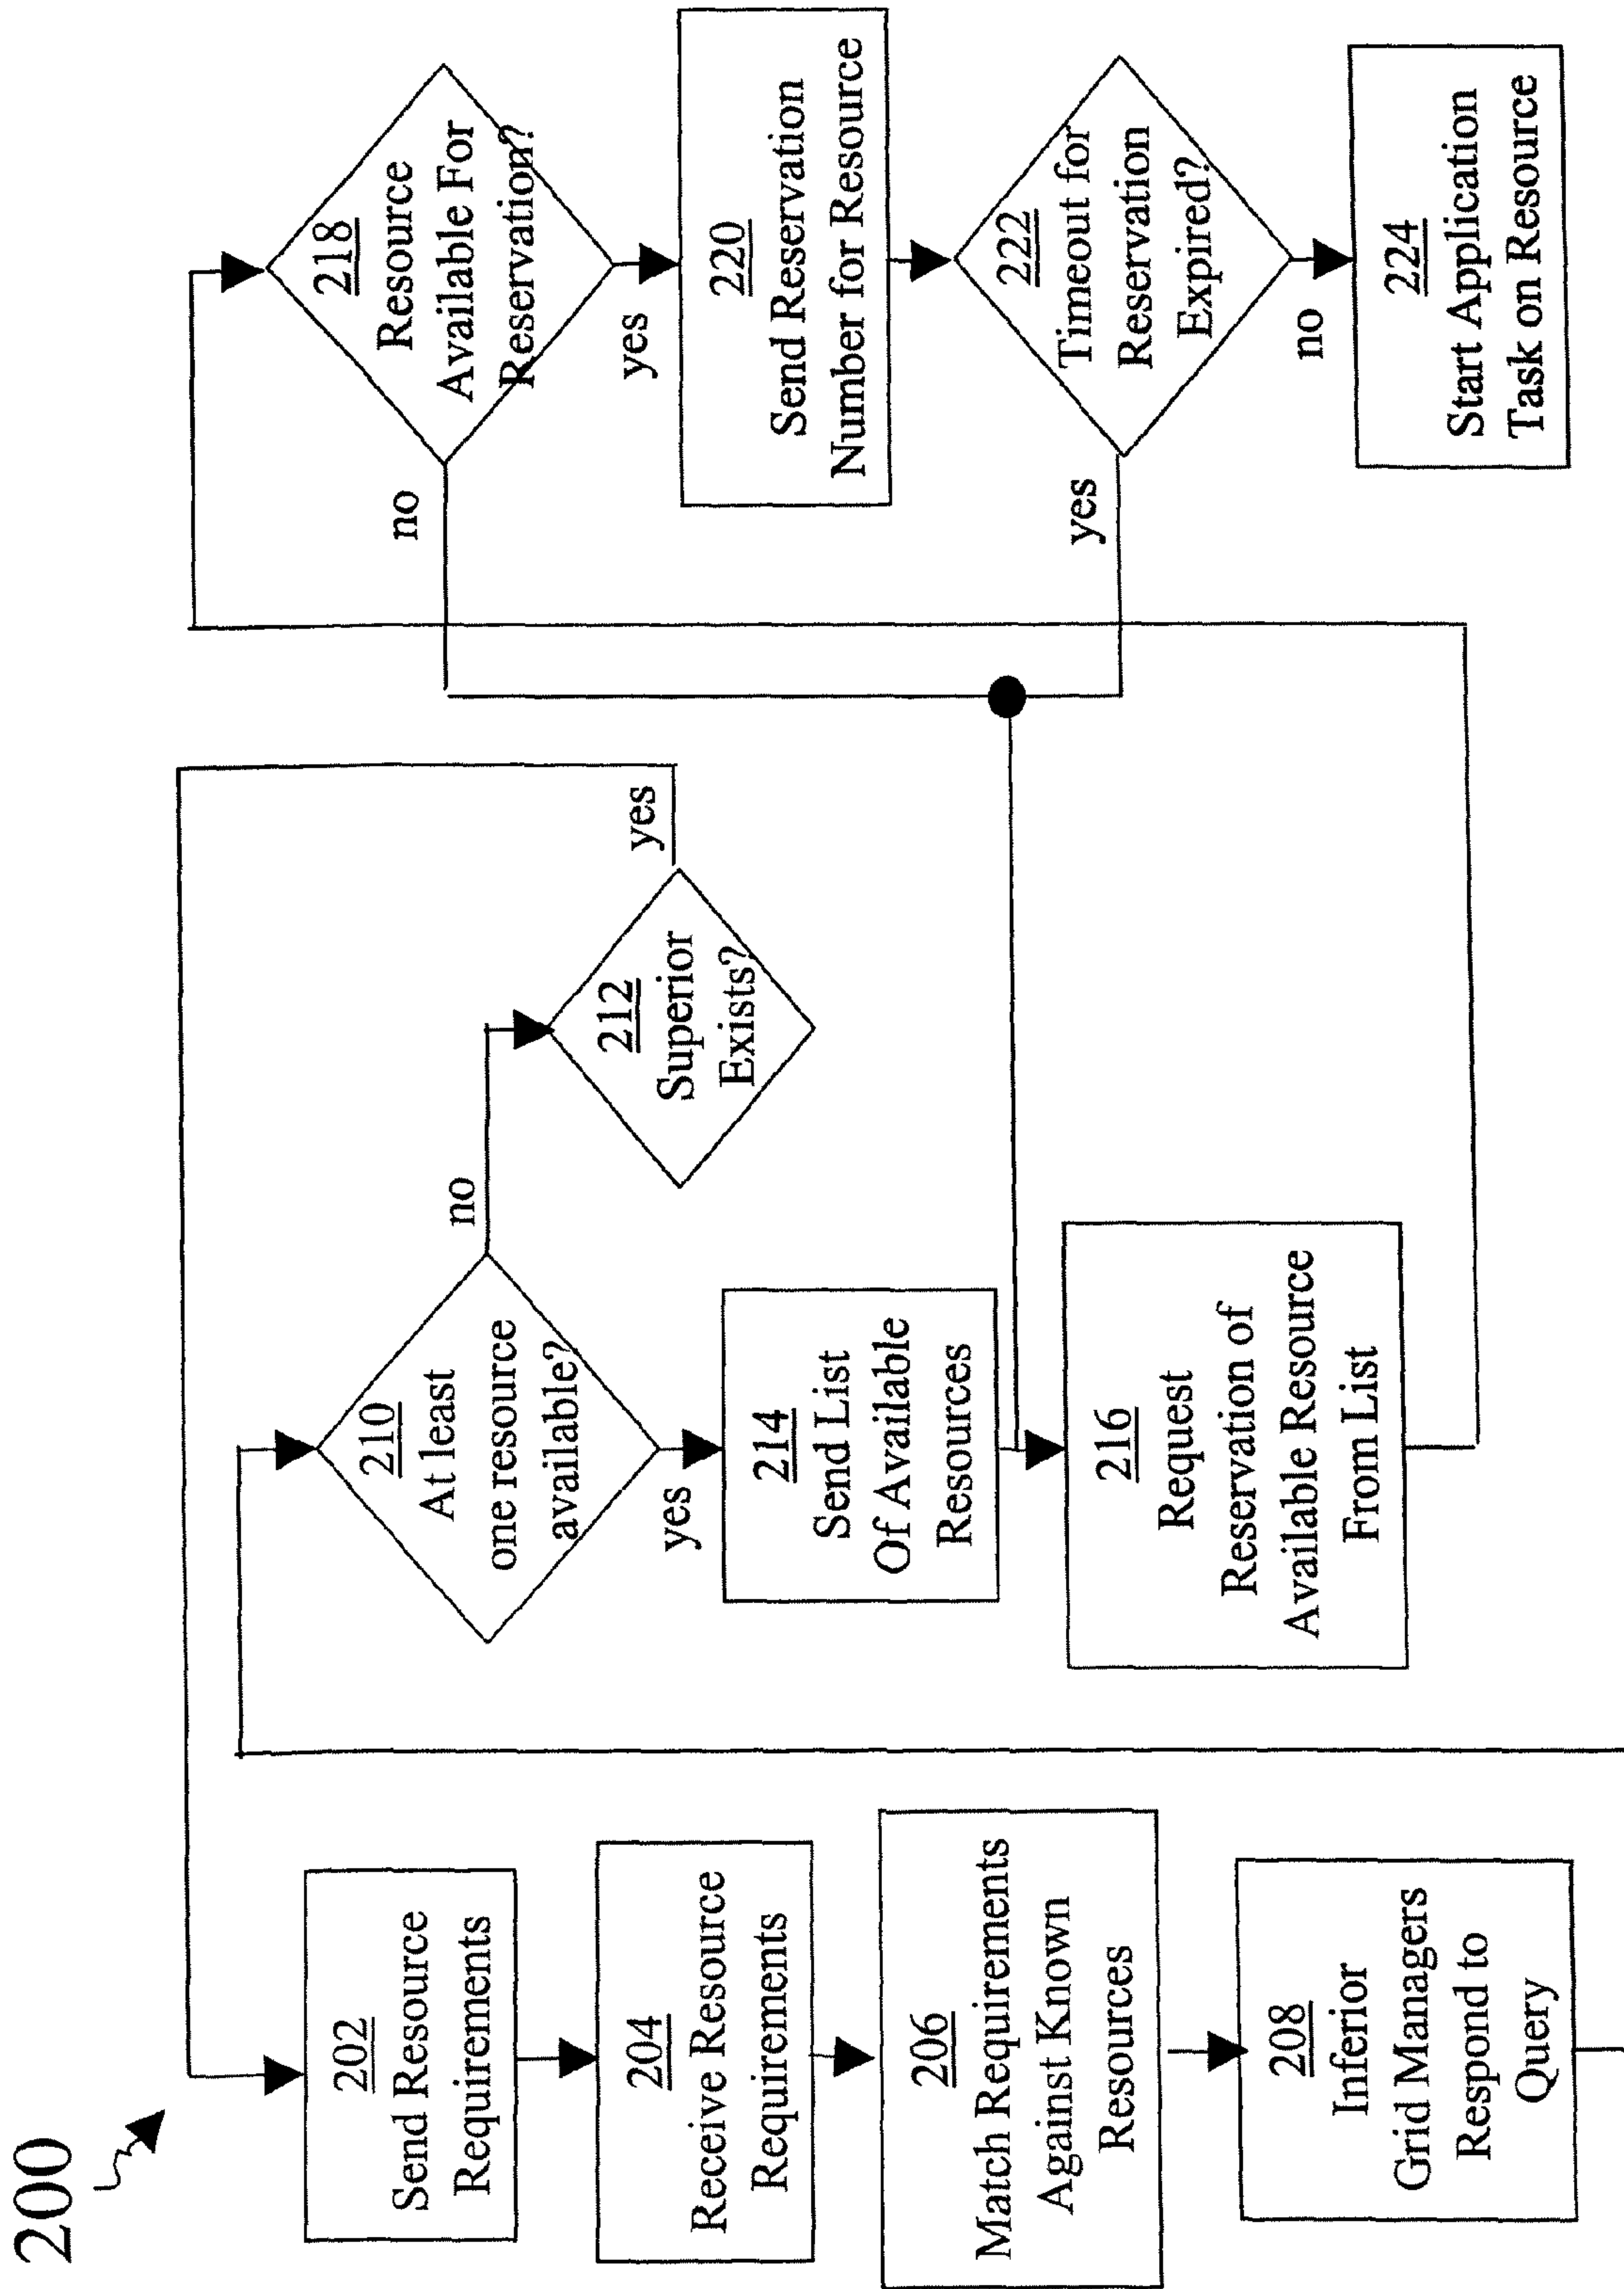 200
202
Send Resource
Requirements
204
Receive Resource
Requirements
206
Match Requirements
Against Known
Resources
208
Inferior
Grid Managers
Respond to
Query
210
At least
one resource
available?
no
yes
212
Superior
Exists?
yes
214
Send List
Of Available
Resources
216
Request
Reservation of
Available Resource
From List
218
Resource
Available For
Reservation?
no
yes
220
Send Reservation
Number for Resource
222
Timeout for
Reservation
Expired?
yes
no
224
Start Application
Task on Resource